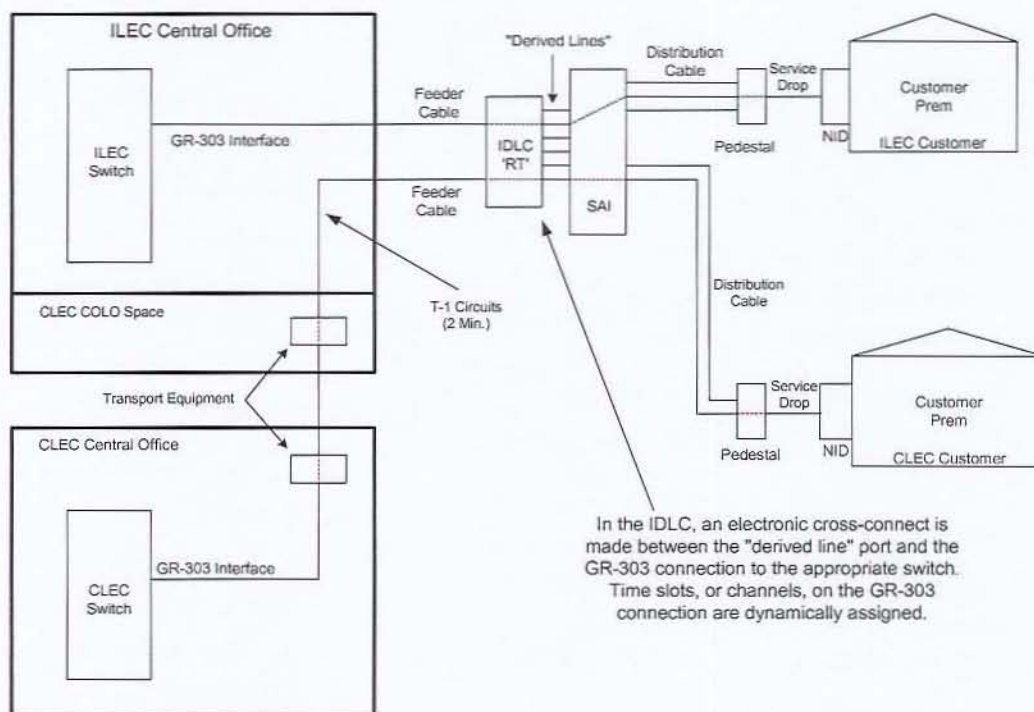 ILEC Central Office
"Derived Lines"
Distribution
Cable
Service
Drop
Customer
Prem
ILEC Customer
NID
Pedestal
Feeder
Cable
GR-303 Interface
ILEC
Switch
IDLC
'RT'
SAI
Feeder
Cable
CLEC COLO Space
T-1 Circuits
(2 Min.)
Distribution
Cable
Transport Equipment
CLEC Central Office
Service
Drop
Customer
Prem
CLEC Customer
NID
Pedestal
GR-303 Interface
CLEC
Switch
In the IDLC, an electronic cross-connect is
made between the "derived line" port and the
GR-303 connection to the appropriate switch.
Time slots, or channels, on the GR-303
connection are dynamically assigned.